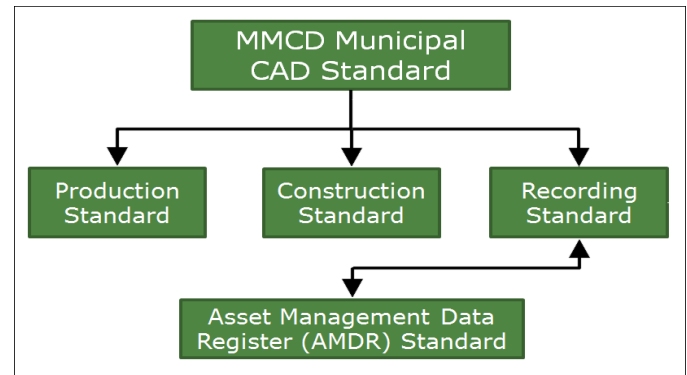 MMCD Municipal
CAD Standard
Production
Standard
Construction
Standard
Recording
Standard
Asset Management Data
Register (AMDR) Standard